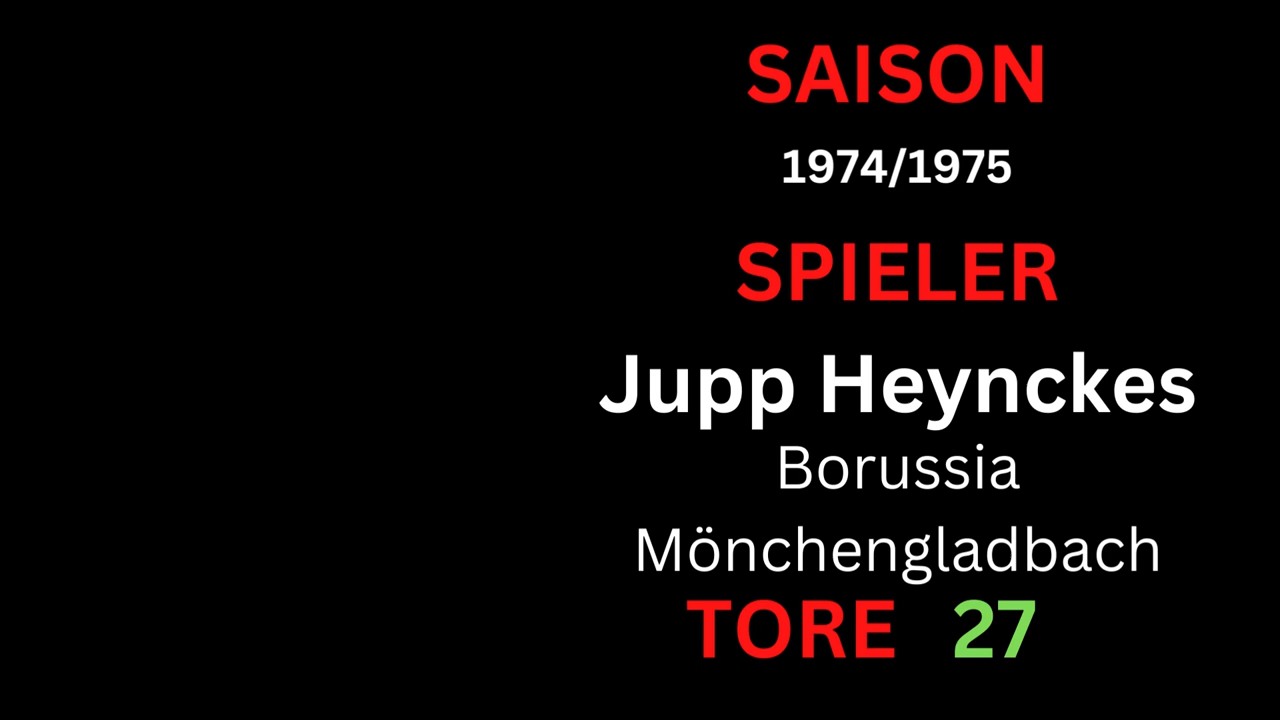 SAISON
1974/1975
SPIELER
Jupp Heynckes
Borussia
Mönchengladbach
TORE 27